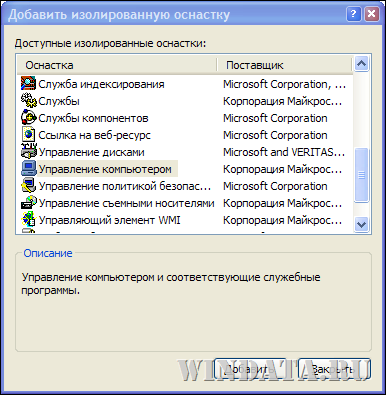 Добавить изолированную оснастку
Доступные изолированные оснастки:
Оснастка Поставщик
Служба индексирования Microsoft Corporation, ...
Службы Корпорация Майкрос...
Службы компонентов Microsoft Corporation
Ссылка на веб-ресурс Microsoft Corporation
Управление дисками Microsoft and VERITAS...
Управление компьютером Корпорация Майкрос...
Управление политикой безопас... Microsoft Corporation
Управление съемными носителями Корпорация Майкрос...
Управляющий элемент WMI Корпорация Майкрос...
Описание
Управление компьютером и соответствующие служебные
программы.
Добавить Закрыть
WINDATA.RU